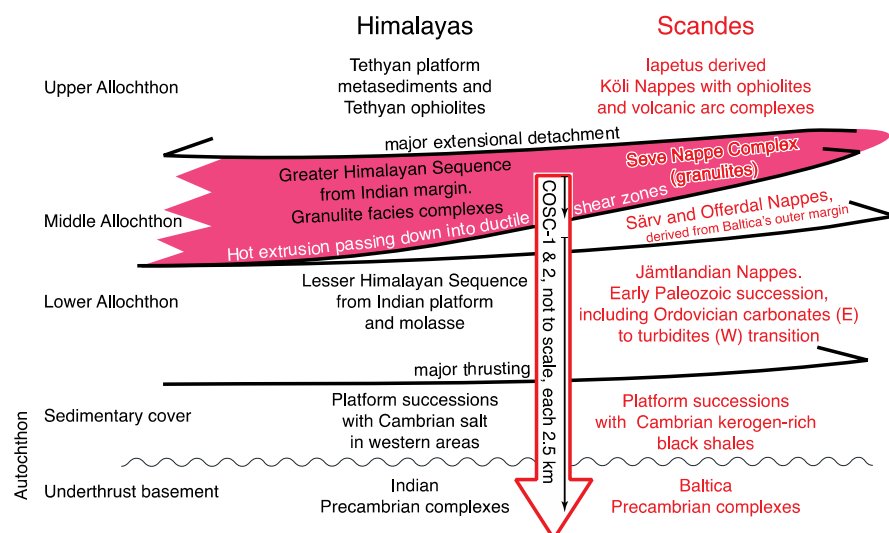 Himalayas
Scandes
Upper Allochthon
Tethyan platform
metasediments and
Tethyan ophiolites
Iapetus derived
Köli Nappes with ophiolites
and volcanic arc complexes
major extensional detachment
Middle Allochthon
Greater Himalayan Sequence
from Indian margin.
Granulite facies complexes
Seve Nappe Complex
(granulites)
Hot extrusion passing down into ductile shear zones
Särv and Offerdal Nappes,
derived from Baltica's outer margin
COSC-1 & 2, not to scale, each 2.5 km
Lower Allochthon
Lesser Himalayan Sequence
from Indian platform
and molasse
Jämtlandian Nappes.
Early Paleozoic succession,
including Ordovician carbonates (E)
to turbidites (W) transition
major thrusting
Autochthon
Sedimentary cover
Platform successions
with Cambrian salt
in western areas
Platform successions
with Cambrian kerogen-rich
black shales
Underthrust basement
Indian
Precambrian complexes
Baltica
Precambrian complexes